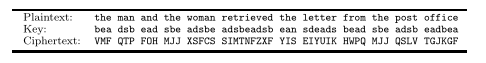 Plaintext: the man and the woman retrieved the letter from the post office
Key: bea dsb ead sbe adsbe adsbeadsb ean sdeads bead sbe adsb eadbea
Ciphertext: VMF QTP FOH MJJ XSFCS SIMTNFZXF YIS EIYUIK HWPQ MJJ QSLV TGJKGF